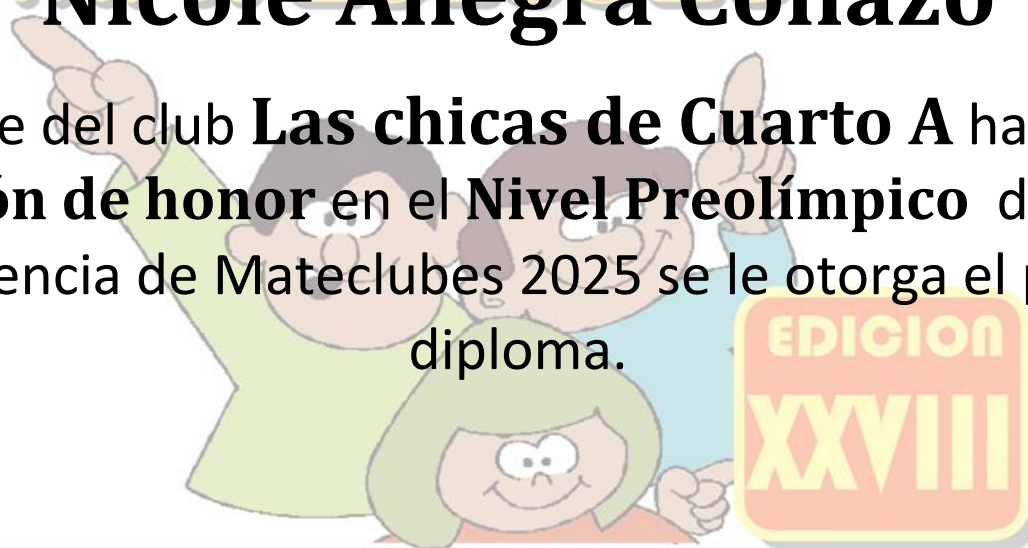 Nicole Allegra Collazo
e del club Las chicas de Cuarto A ha
ón de honor en el Nivel Preolímpico d
encia de Mateclubes 2025 se le otorga el p
diploma.
EDICION
XXVIII